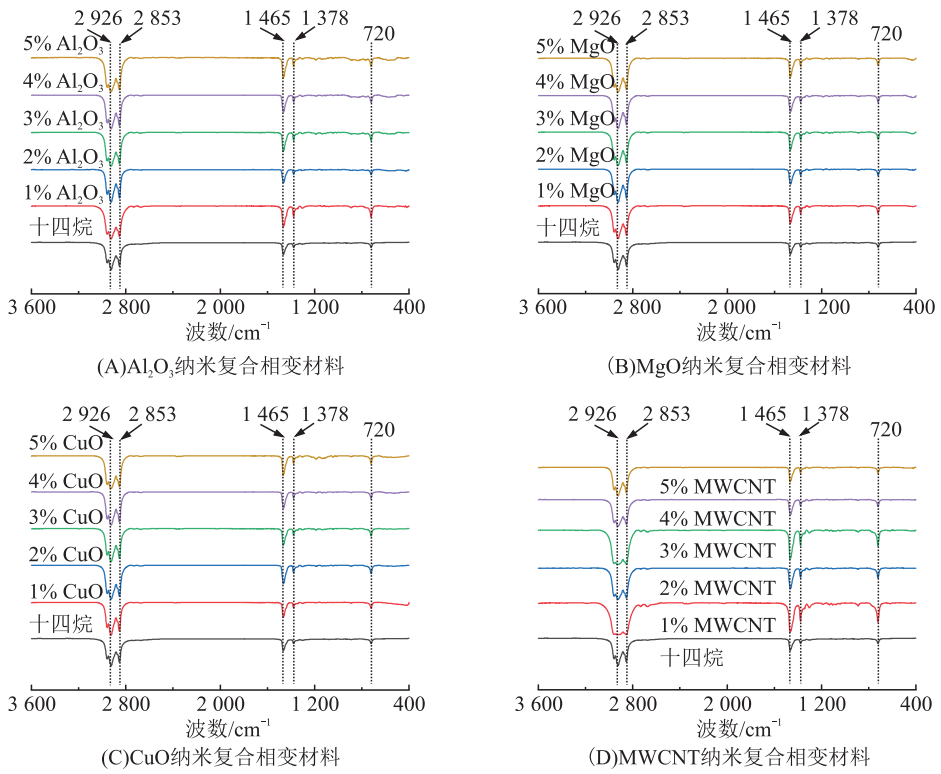 2 926 2 853 1 465 1 378 720
5% Al₂O₃
4% Al₂O₃
3% Al₂O₃
2% Al₂O₃
1% Al₂O₃
十四烷
3 600 2 800 2 000 1 200 400
波数/cm⁻¹
(A)Al₂O₃纳米复合相变材料
2 926 2 853 1 465 1 378 720
5% MgO
4% MgO
3% MgO
2% MgO
1% MgO
十四烷
3 600 2 800 2 000 1 200 400
波数/cm⁻¹
(B)MgO纳米复合相变材料
2 926 2 853 1 465 1 378 720
5% CuO
4% CuO
3% CuO
2% CuO
1% CuO
十四烷
3 600 2 800 2 000 1 200 400
波数/cm⁻¹
(C)CuO纳米复合相变材料
2 926 2 853 1 465 1 378 720
5% MWCNT
4% MWCNT
3% MWCNT
2% MWCNT
1% MWCNT
十四烷
3 600 2 800 2 000 1 200 400
波数/cm⁻¹
(D)MWCNT纳米复合相变材料